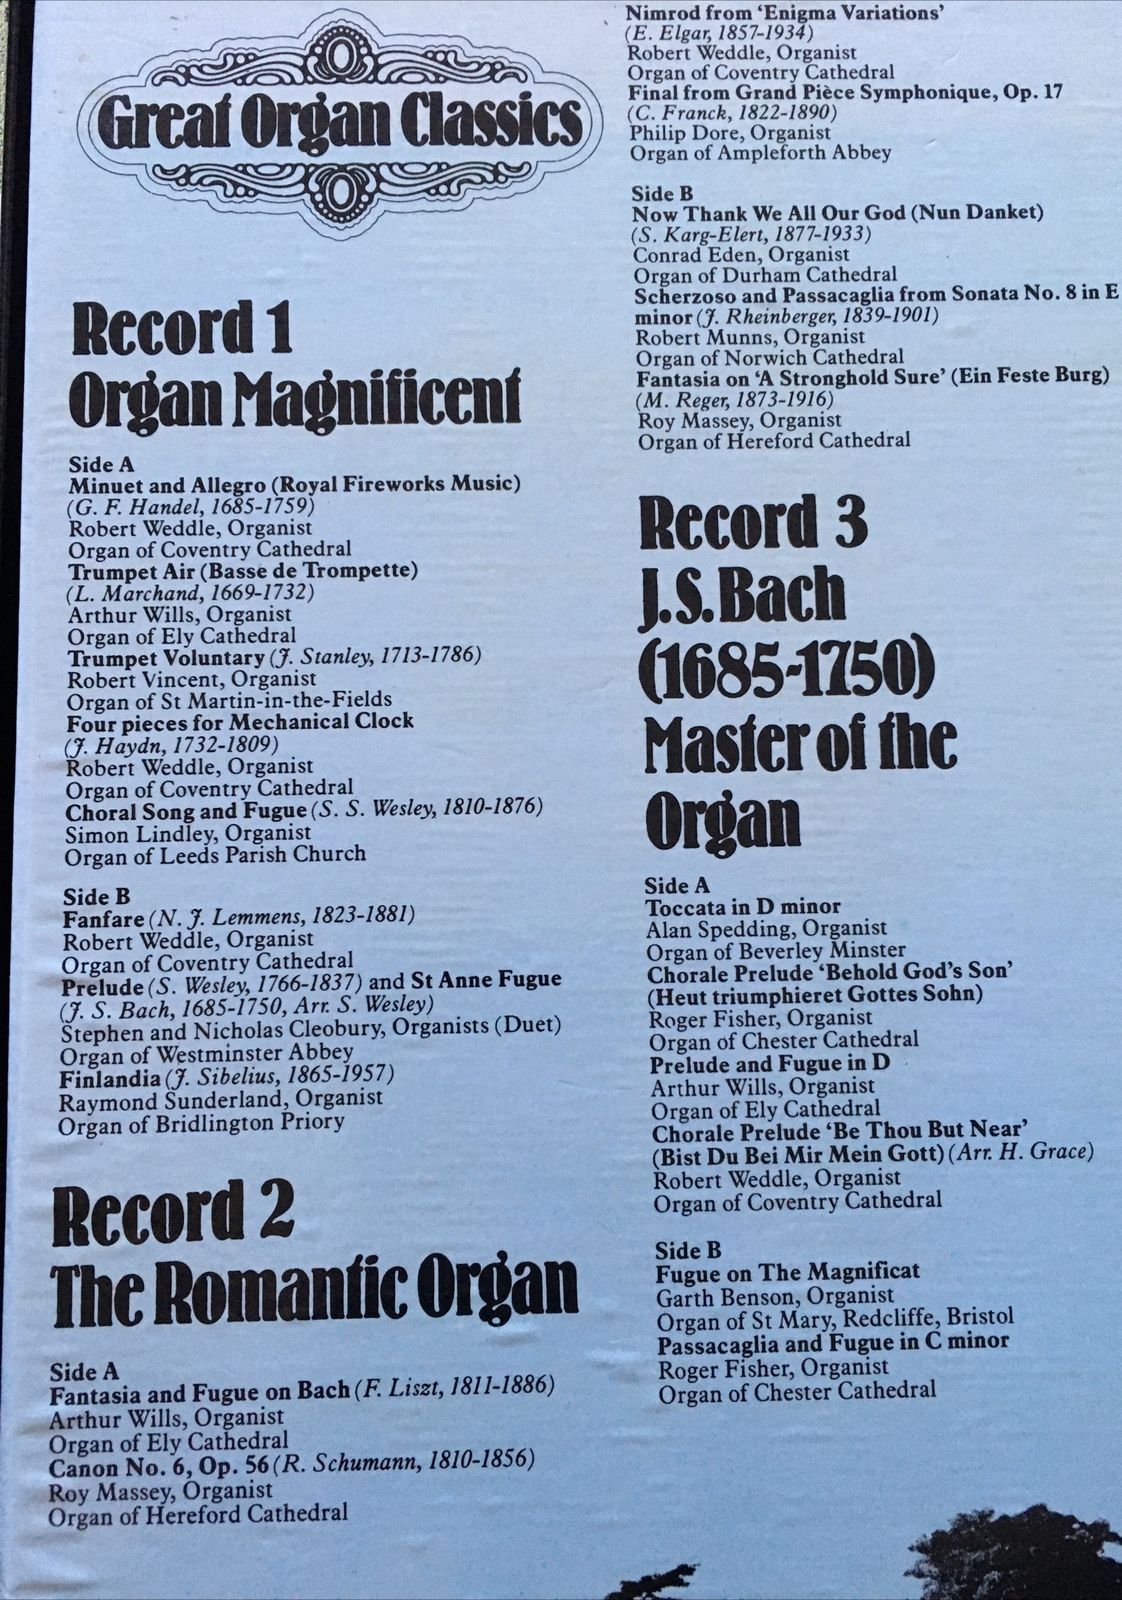 Great Organ Classics
Record 1
Organ Magnificent
Side A
Minuet and Allegro (Royal Fireworks Music)
(G. F. Handel, 1685-1759)
Robert Weddle, Organist
Organ of Coventry Cathedral
Trumpet Air (Basse de Trompette)
(L. Marchand, 1669-1732)
Arthur Wills, Organist
Organ of Ely Cathedral
Trumpet Voluntary (J. Stanley, 1713-1786)
Robert Vincent, Organist
Organ of St Martin-in-the-Fields
Four pieces for Mechanical Clock
(J. Haydn, 1732-1809)
Robert Weddle, Organist
Organ of Coventry Cathedral
Choral Song and Fugue (S. S. Wesley, 1810-1876)
Simon Lindley, Organist
Organ of Leeds Parish Church
Side B
Fanfare (N. J. Lemmens, 1823-1881)
Robert Weddle, Organist
Organ of Coventry Cathedral
Prelude (S. Wesley, 1766-1837) and St Anne Fugue
(J. S. Bach, 1685-1750, Arr. S. Wesley)
Stephen and Nicholas Cleobury, Organists (Duet)
Organ of Westminster Abbey
Finlandia (J. Sibelius, 1865-1957)
Raymond Sunderland, Organist
Organ of Bridlington Priory
Record 2
The Romantic Organ
Side A
Fantasia and Fugue on Bach (F. Liszt, 1811-1886)
Arthur Wills, Organist
Organ of Ely Cathedral
Canon No. 6, Op. 56 (R. Schumann, 1810-1856)
Roy Massey, Organist
Organ of Hereford Cathedral
Nimrod from ‘Enigma Variations’
(E. Elgar, 1857-1934)
Robert Weddle, Organist
Organ of Coventry Cathedral
Final from Grand Pièce Symphonique, Op. 17
(C. Franck, 1822-1890)
Philip Dore, Organist
Organ of Ampleforth Abbey
Side B
Now Thank We All Our God (Nun Danket)
(S. Karg-Elert, 1877-1933)
Conrad Eden, Organist
Organ of Durham Cathedral
Scherzoso and Passacaglia from Sonata No. 8 in E
minor (J. Rheinberger, 1839-1901)
Robert Munns, Organist
Organ of Norwich Cathedral
Fantasia on ‘A Stronghold Sure’ (Ein Feste Burg)
(M. Reger, 1873-1916)
Roy Massey, Organist
Organ of Hereford Cathedral
Record 3
J.S. Bach
(1685-1750)
Master of the
Organ
Side A
Toccata in D minor
Alan Spedding, Organist
Organ of Beverley Minster
Chorale Prelude ‘Behold God’s Son’
(Heut triumphieret Gottes Sohn)
Roger Fisher, Organist
Organ of Chester Cathedral
Prelude and Fugue in D
Arthur Wills, Organist
Organ of Ely Cathedral
Chorale Prelude ‘Be Thou But Near’
(Bist Du Bei Mir Mein Gott) (Arr. H. Grace)
Robert Weddle, Organist
Organ of Coventry Cathedral
Side B
Fugue on The Magnificat
Garth Benson, Organist
Organ of St Mary, Redcliffe, Bristol
Passacaglia and Fugue in C minor
Roger Fisher, Organist
Organ of Chester Cathedral